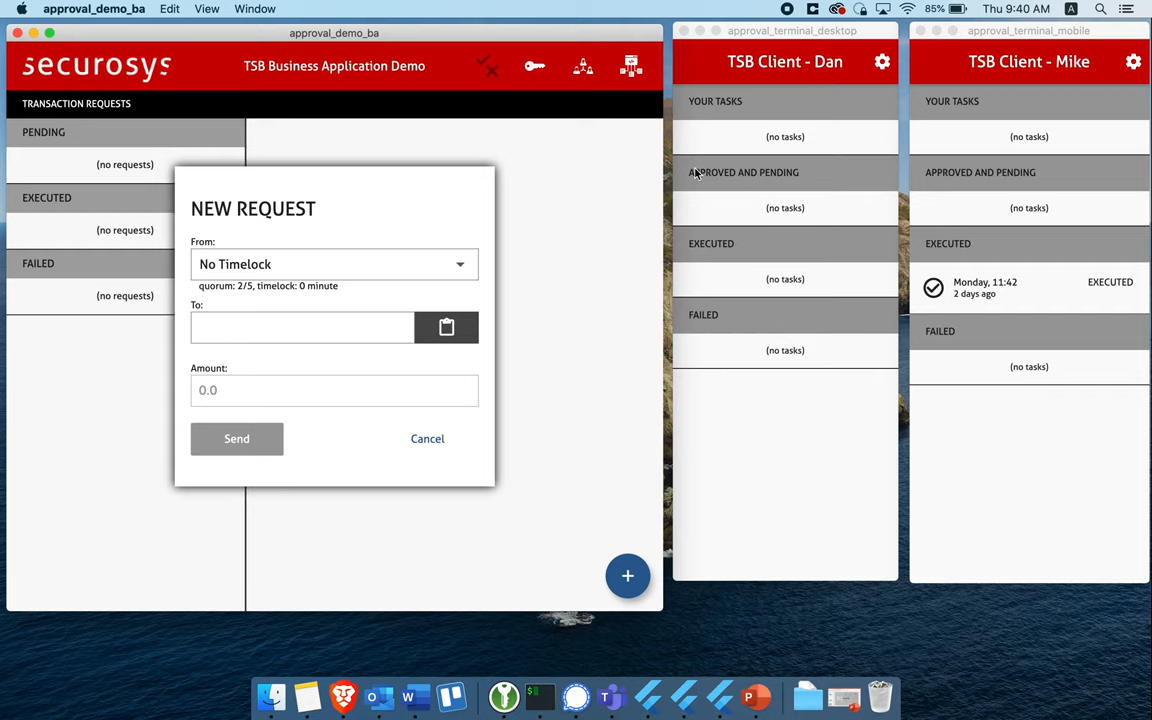 approval_demo_ba Edit View Window 85% Thu 9:40 AM A
approval_demo_ba
securosys TSB Business Application Demo
TRANSACTION REQUESTS
PENDING
(no requests)
EXECUTED
(no requests)
FAILED
(no requests)
NEW REQUEST
From:
No Timelock
quorum: 2/5, timelock: 0 minute
To:
Amount:
0.0
Send Cancel
+
approval_terminal_desktop
TSB Client - Dan
YOUR TASKS
(no tasks)
APPROVED AND PENDING
(no tasks)
EXECUTED
(no tasks)
FAILED
(no tasks)
approval_terminal_mobile
TSB Client - Mike
YOUR TASKS
(no tasks)
APPROVED AND PENDING
(no tasks)
EXECUTED
Monday, 11:42 EXECUTED
2 days ago
FAILED
(no tasks)